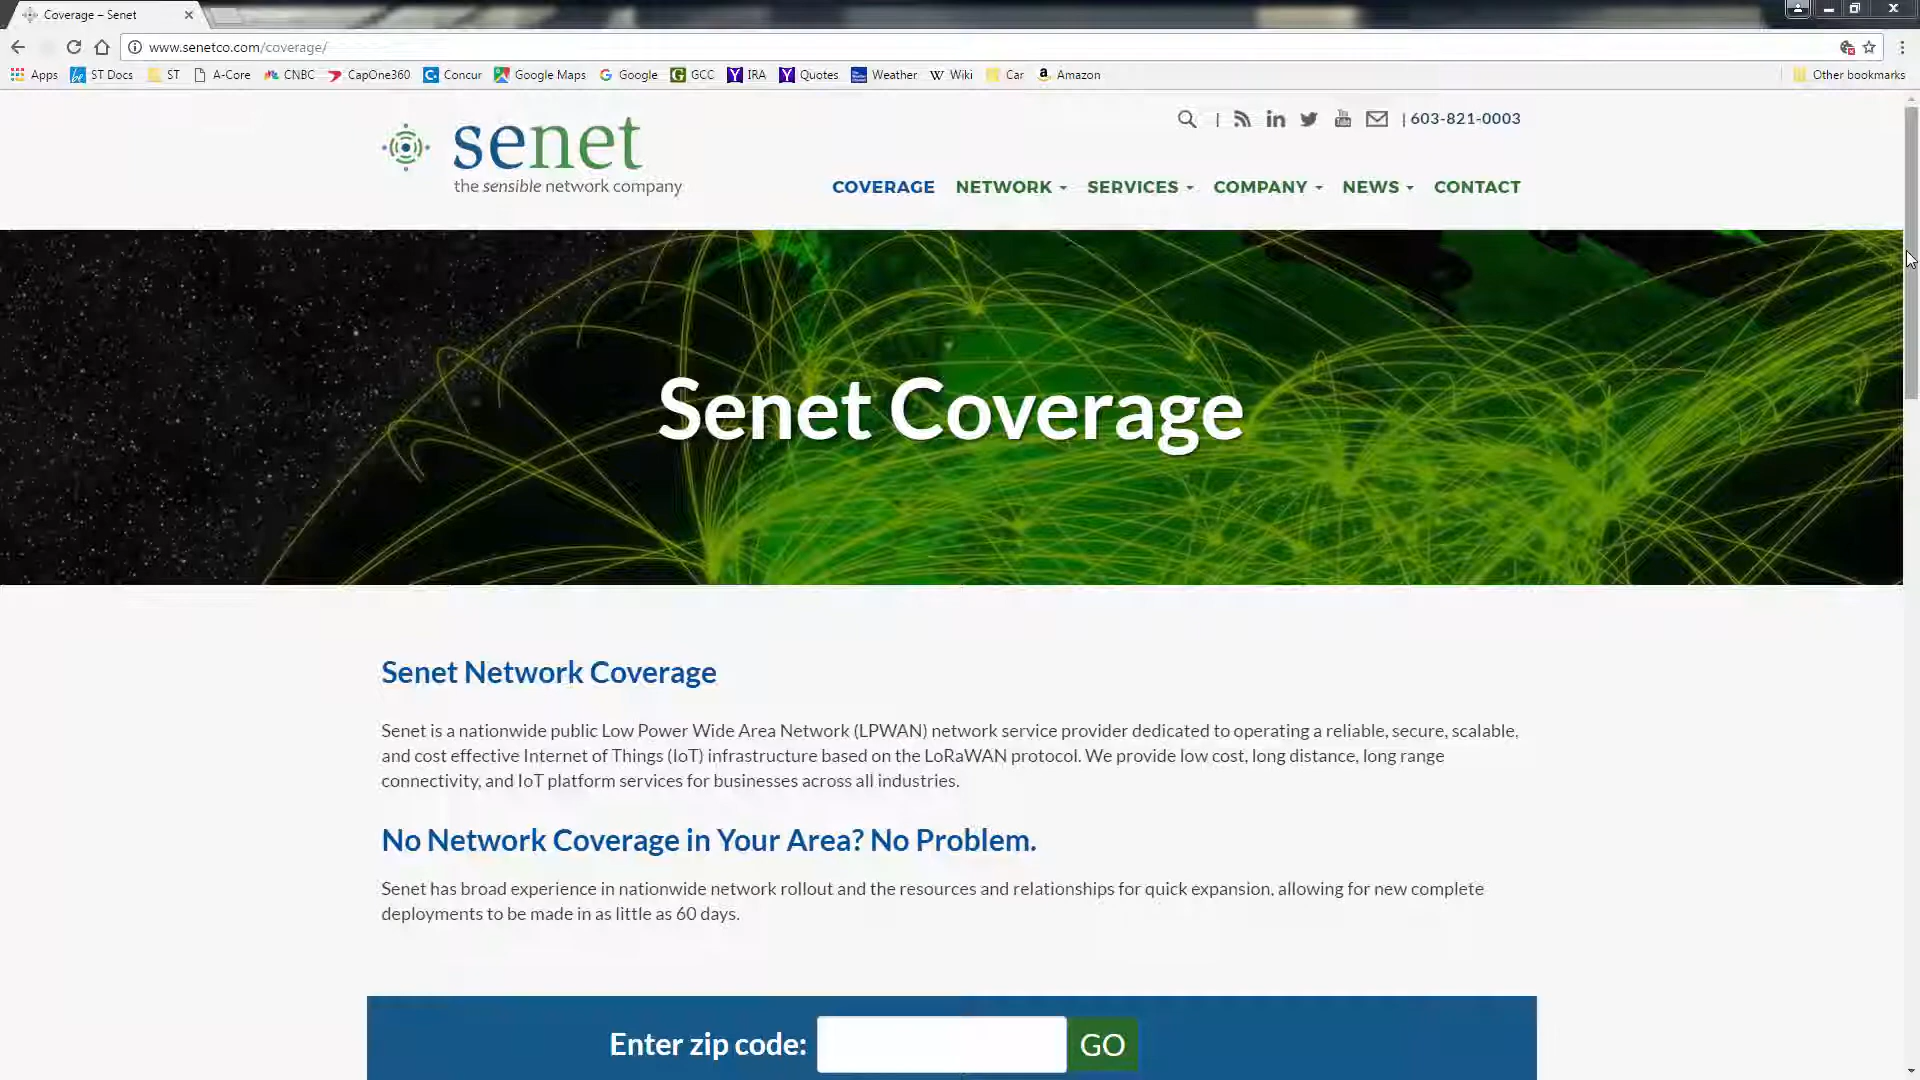 Coverage – Senet
www.senetco.com/coverage/
Apps ST Docs ST A-Core CNBC CapOne360 Concur Google Maps Google GCC IRA Quotes Weather Wiki Car Amazon Other bookmarks
| | 603-821-0003
senet
the sensible network company
COVERAGE NETWORK SERVICES COMPANY NEWS CONTACT
Senet Coverage
Senet Network Coverage
Senet is a nationwide public Low Power Wide Area Network (LPWAN) network service provider dedicated to operating a reliable, secure, scalable,
and cost effective Internet of Things (IoT) infrastructure based on the LoRaWAN protocol. We provide low cost, long distance, long range
connectivity, and IoT platform services for businesses across all industries.
No Network Coverage in Your Area? No Problem.
Senet has broad experience in nationwide network rollout and the resources and relationships for quick expansion, allowing for new complete
deployments to be made in as little as 60 days.
Enter zip code: GO